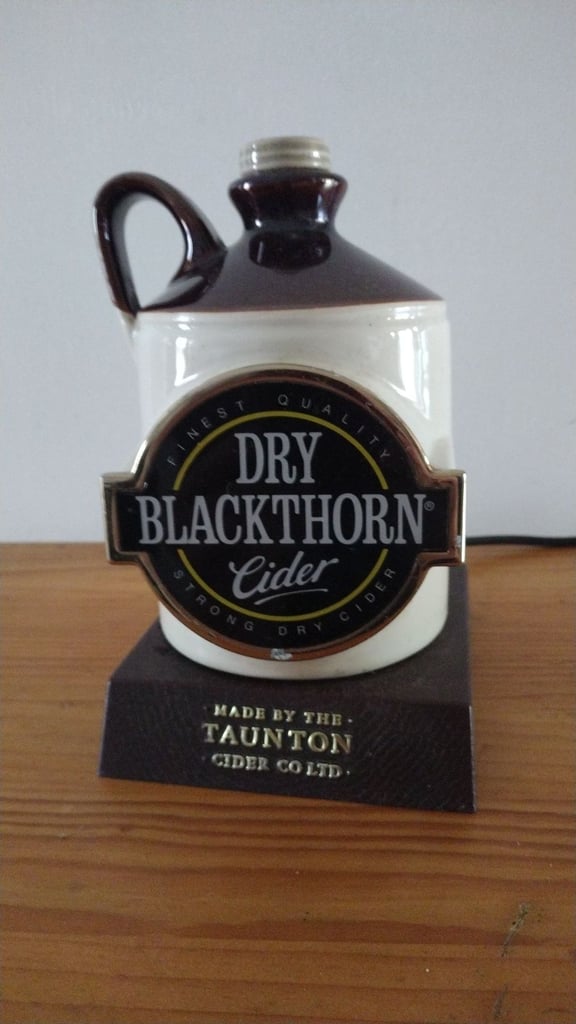 FINEST QUALITY
DRY
BLACKTHORN®
Cider
STRONG DRY CIDER
· MADE BY THE ·
TAUNTON
· CIDER CO LTD ·